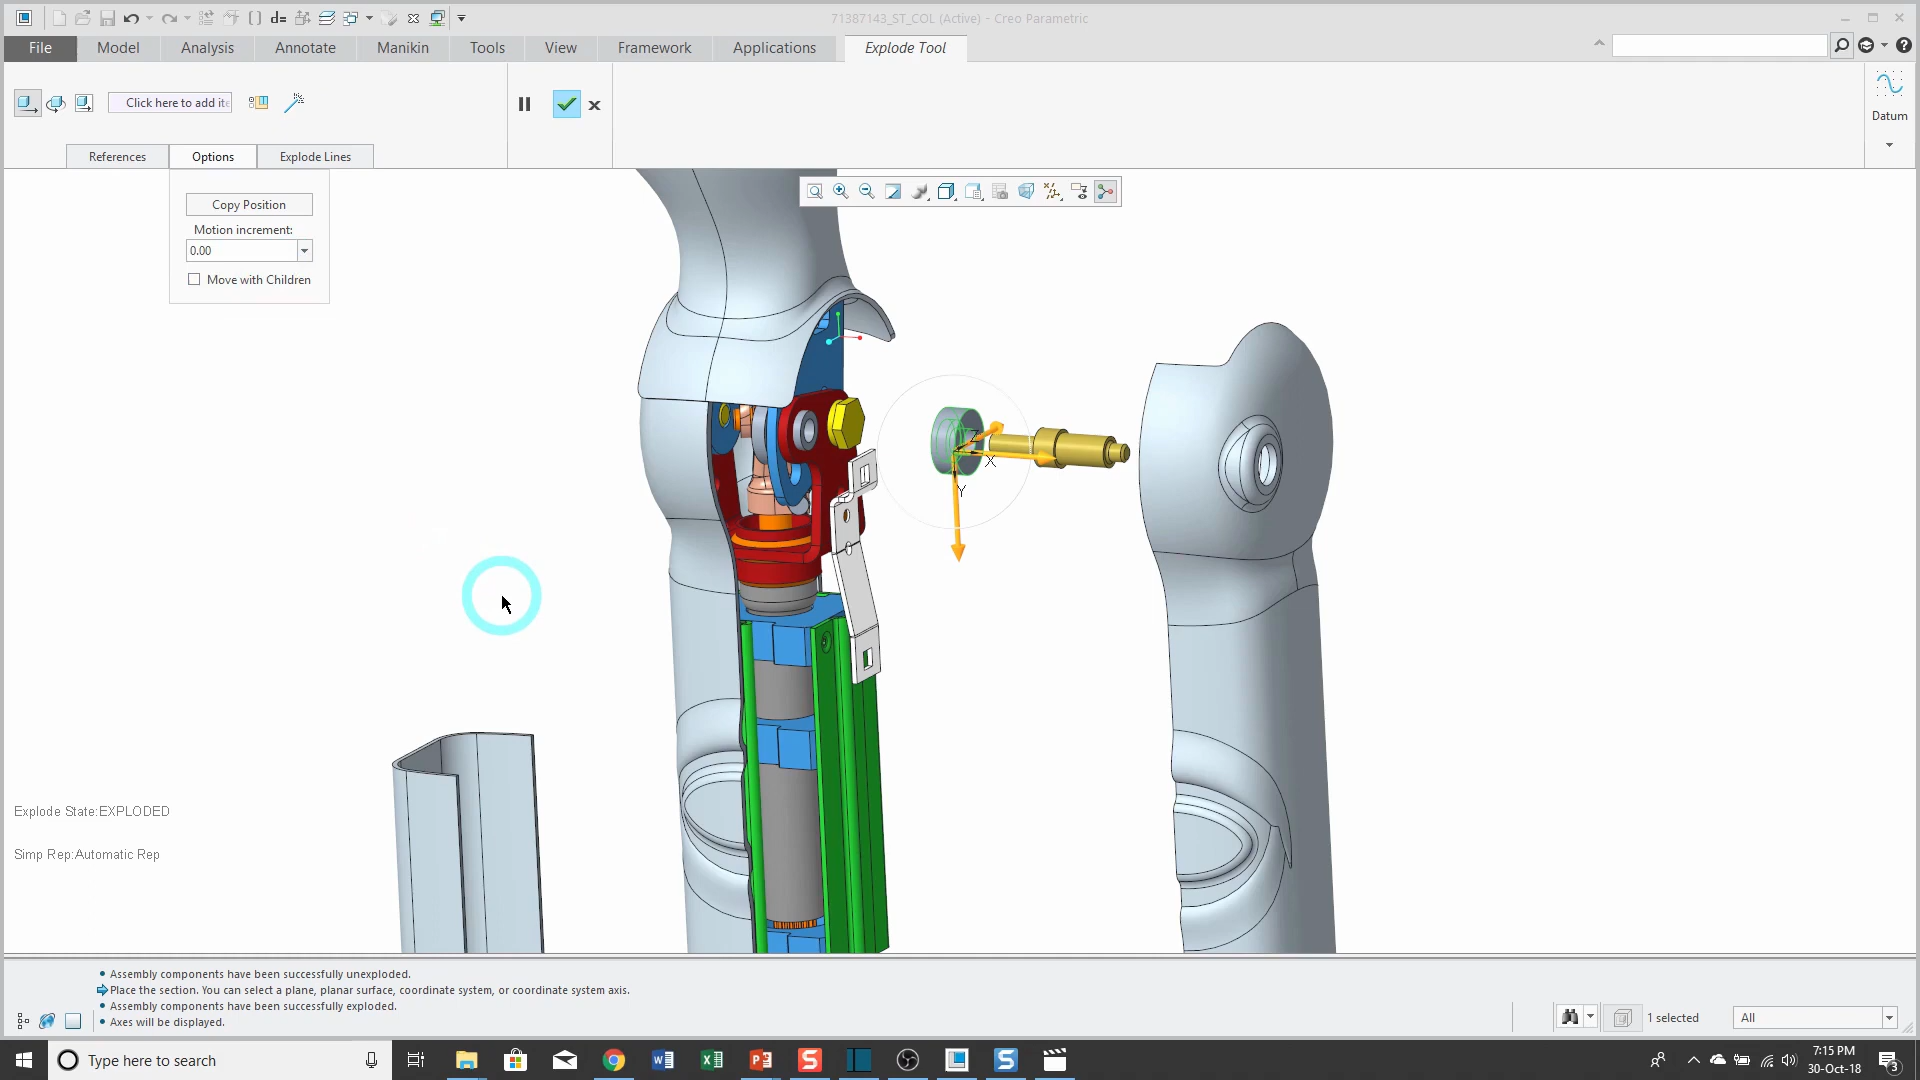 71387143_ST_COL (Active) - Creo Parametric
File Model Analysis Annotate Manikin Tools View Framework Applications Explode Tool
Click here to add ite
Datum
References Options Explode Lines
Copy Position
Motion increment:
0.00
Move with Children
X
Y
Explode State:EXPLODED
Simp Rep:Automatic Rep
Assembly components have been successfully unexploded.
Place the section. You can select a plane, planar surface, coordinate system, or coordinate system axis.
Assembly components have been successfully exploded.
Axes will be displayed.
1 selected
All
Type here to search
7:15 PM
30-Oct-18
3